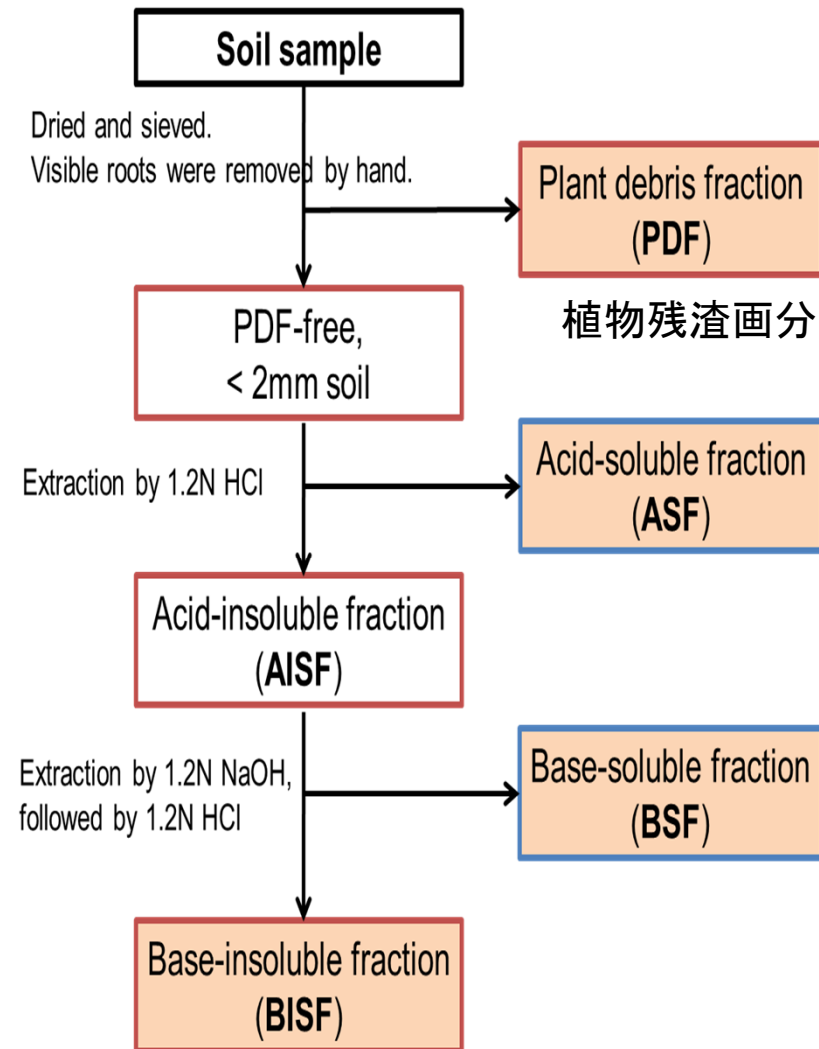 Soil sample
Dried and sieved.
Visible roots were removed by hand.
Plant debris fraction
(PDF)
植物残渣画分
PDF-free,
< 2mm soil
Extraction by 1.2N HCl
Acid-soluble fraction
(ASF)
Acid-insoluble fraction
(AISF)
Extraction by 1.2N NaOH,
followed by 1.2N HCl
Base-soluble fraction
(BSF)
Base-insoluble fraction
(BISF)